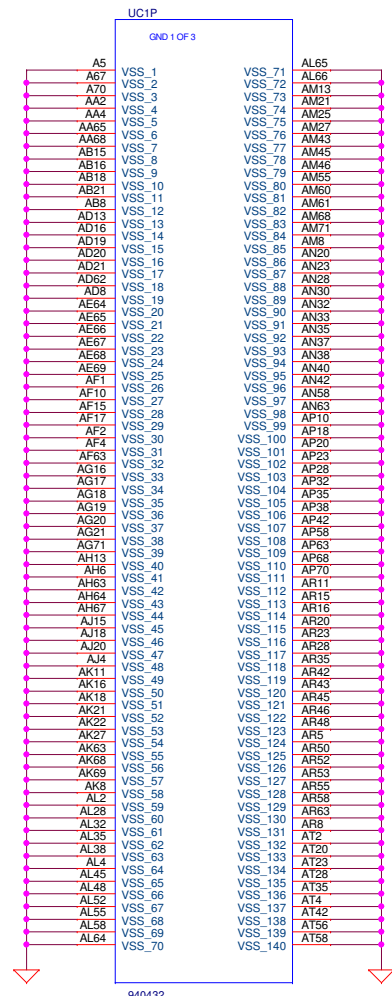 UC1P
GND 1 OF 3
A5 VSS_1 VSS_71 AL65
A67 VSS_2 VSS_72 AL66
A70 VSS_3 VSS_73 AM13
AA2 VSS_4 VSS_74 AM21
AA4 VSS_5 VSS_75 AM25
AA65 VSS_6 VSS_76 AM27
AA68 VSS_7 VSS_77 AM43
AB15 VSS_8 VSS_78 AM45
AB16 VSS_9 VSS_79 AM46
AB18 VSS_10 VSS_80 AM55
AB21 VSS_11 VSS_81 AM60
AB8 VSS_12 VSS_82 AM61
AD13 VSS_13 VSS_83 AM68
AD16 VSS_14 VSS_84 AM71
AD19 VSS_15 VSS_85 AM8
AD20 VSS_16 VSS_86 AN20
AD21 VSS_17 VSS_87 AN23
AD62 VSS_18 VSS_88 AN28
AD8 VSS_19 VSS_89 AN30
AE64 VSS_20 VSS_90 AN32
AE65 VSS_21 VSS_91 AN33
AE66 VSS_22 VSS_92 AN35
AE67 VSS_23 VSS_93 AN37
AE68 VSS_24 VSS_94 AN38
AE69 VSS_25 VSS_95 AN40
AF1 VSS_26 VSS_96 AN42
AF10 VSS_27 VSS_97 AN58
AF15 VSS_28 VSS_98 AN63
AF17 VSS_29 VSS_99 AP10
AF2 VSS_30 VSS_100 AP18
AF4 VSS_31 VSS_101 AP20
AF63 VSS_32 VSS_102 AP23
AG16 VSS_33 VSS_103 AP28
AG17 VSS_34 VSS_104 AP32
AG18 VSS_35 VSS_105 AP35
AG19 VSS_36 VSS_106 AP38
AG20 VSS_37 VSS_107 AP42
AG21 VSS_38 VSS_108 AP58
AG71 VSS_39 VSS_109 AP63
AH13 VSS_40 VSS_110 AP68
AH6 VSS_41 VSS_111 AP70
AH63 VSS_42 VSS_112 AR11
AH64 VSS_43 VSS_113 AR15
AH67 VSS_44 VSS_114 AR16
AJ15 VSS_45 VSS_115 AR20
AJ18 VSS_46 VSS_116 AR23
AJ20 VSS_47 VSS_117 AR28
AJ4 VSS_48 VSS_118 AR35
AK11 VSS_49 VSS_119 AR42
AK16 VSS_50 VSS_120 AR43
AK18 VSS_51 VSS_121 AR45
AK21 VSS_52 VSS_122 AR46
AK22 VSS_53 VSS_123 AR48
AK27 VSS_54 VSS_124 AR5
AK63 VSS_55 VSS_125 AR50
AK68 VSS_56 VSS_126 AR52
AK69 VSS_57 VSS_127 AR53
AK8 VSS_58 VSS_128 AR55
AL2 VSS_59 VSS_129 AR58
AL28 VSS_60 VSS_130 AR63
AL32 VSS_61 VSS_131 AR8
AL35 VSS_62 VSS_132 AT2
AL38 VSS_63 VSS_133 AT20
AL4 VSS_64 VSS_134 AT23
AL45 VSS_65 VSS_135 AT28
AL48 VSS_66 VSS_136 AT35
AL52 VSS_67 VSS_137 AT4
AL55 VSS_68 VSS_138 AT42
AL58 VSS_69 VSS_139 AT56
AL64 VSS_70 VSS_140 AT58
940432